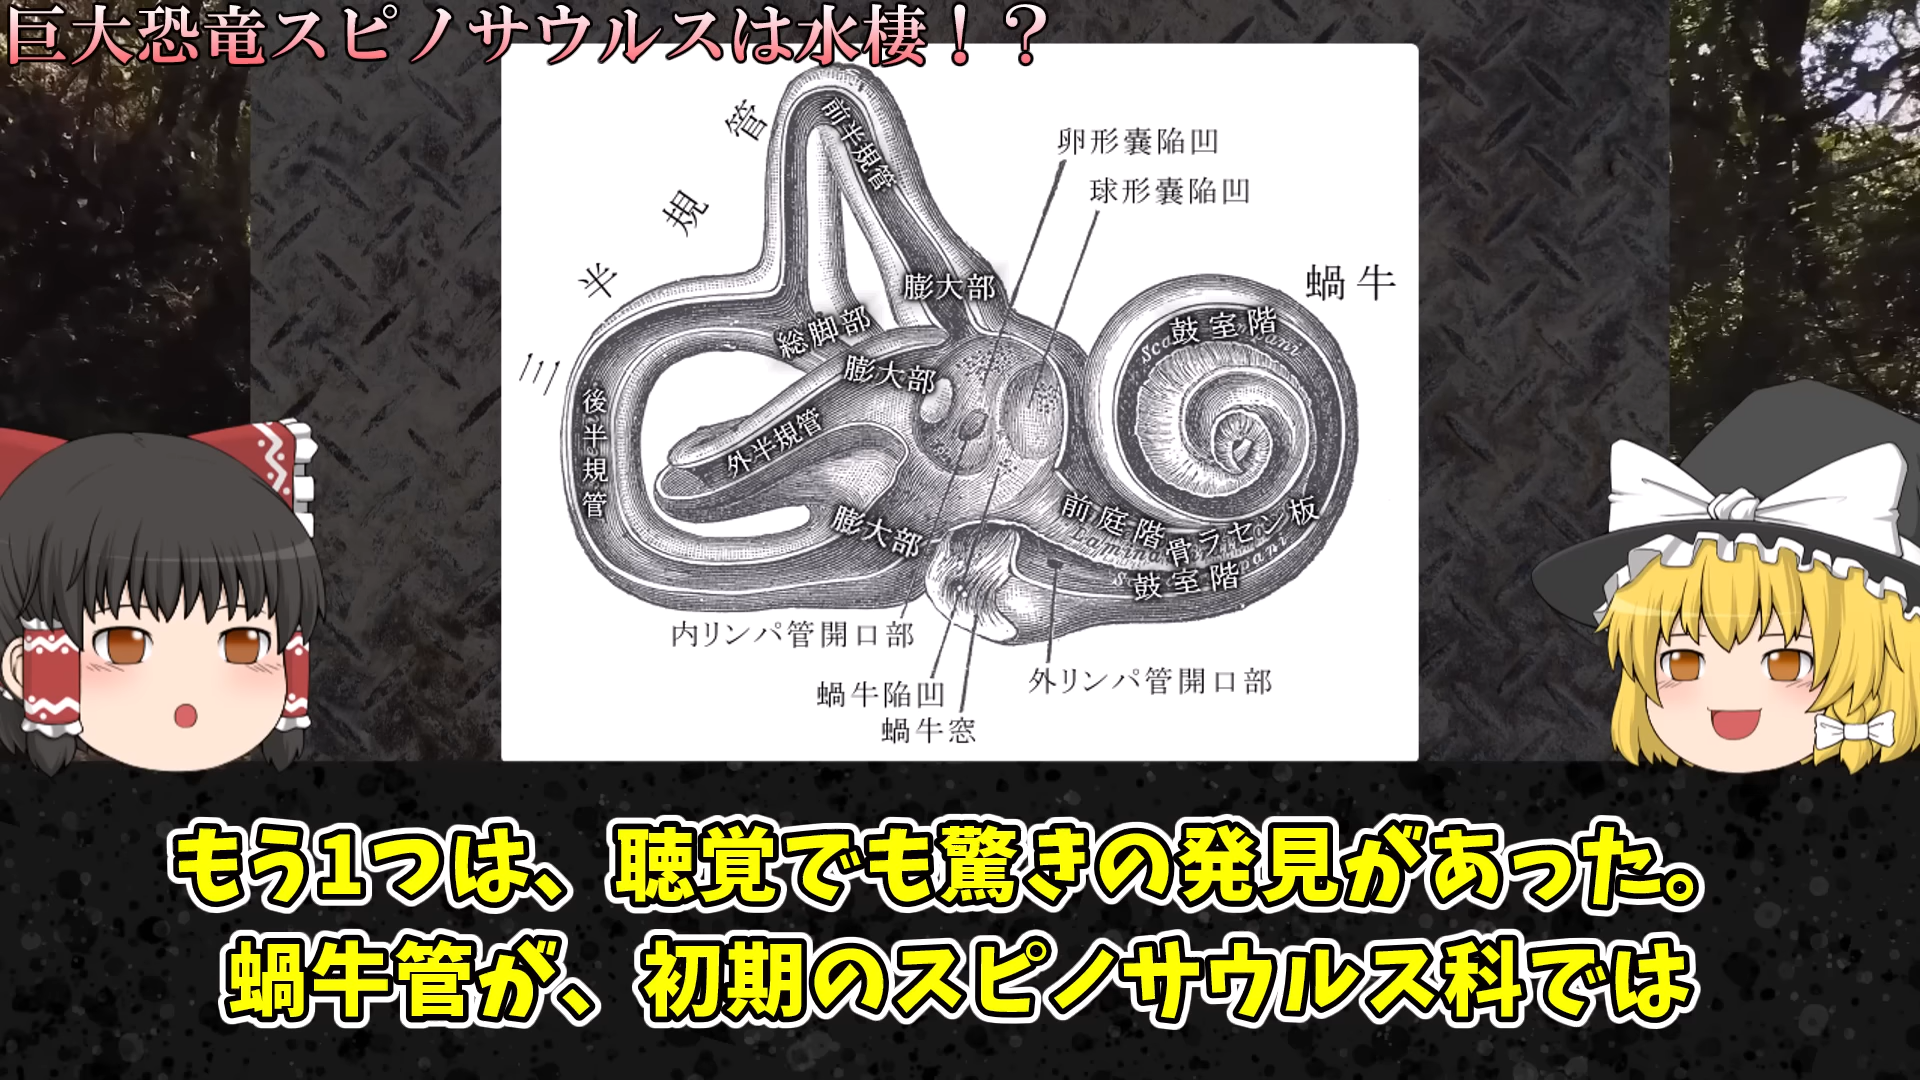 巨大恐竜スピノサウルスは水棲！？
三半規管
前半規管
卵形嚢陥凹
球形嚢陥凹
蝸牛
膨大部
鼓室階
総脚部
膨大部
後半規管
外半規管
膨大部
前庭階
骨ラセン板
鼓室階
内リンパ管開口部
蝸牛陥凹
蝸牛窓
外リンパ管開口部
もう1つは、聴覚でも驚きの発見があった。
蝸牛管が、初期のスピノサウルス科では